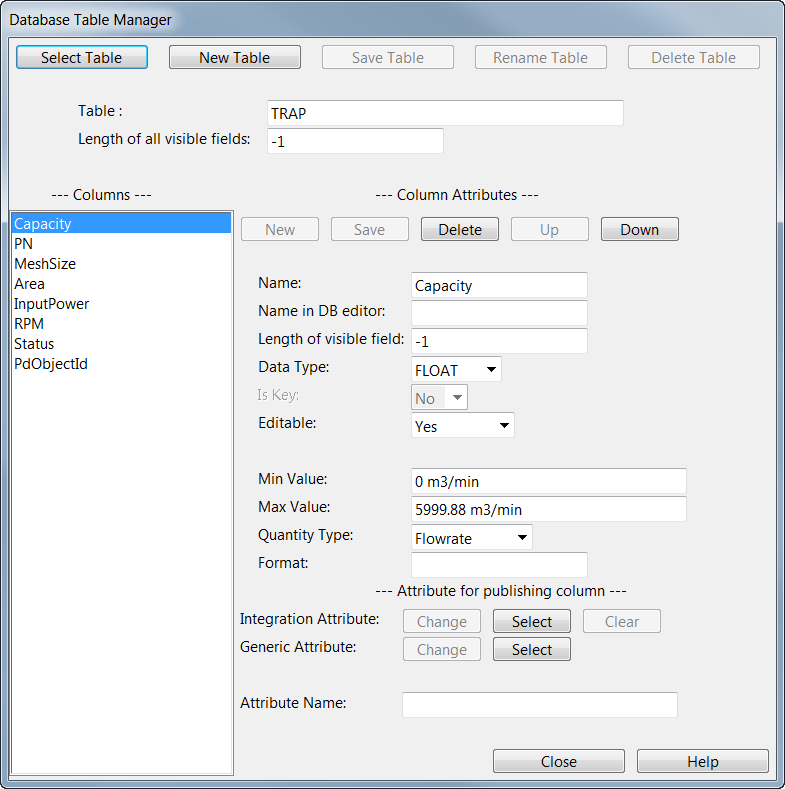 Database Table Manager
Select Table New Table Save Table Rename Table Delete Table
Table : TRAP
Length of all visible fields: -1
--- Columns --- --- Column Attributes ---
Capacity
PN
MeshSize
Area
InputPower
RPM
Status
PdObjectId
New Save Delete Up Down
Name: Capacity
Name in DB editor:
Length of visible field: -1
Data Type: FLOAT
Is Key: No
Editable: Yes
Min Value: 0 m3/min
Max Value: 5999.88 m3/min
Quantity Type: Flowrate
Format:
--- Attribute for publishing column ---
Integration Attribute: Change Select Clear
Generic Attribute: Change Select
Attribute Name:
Close Help